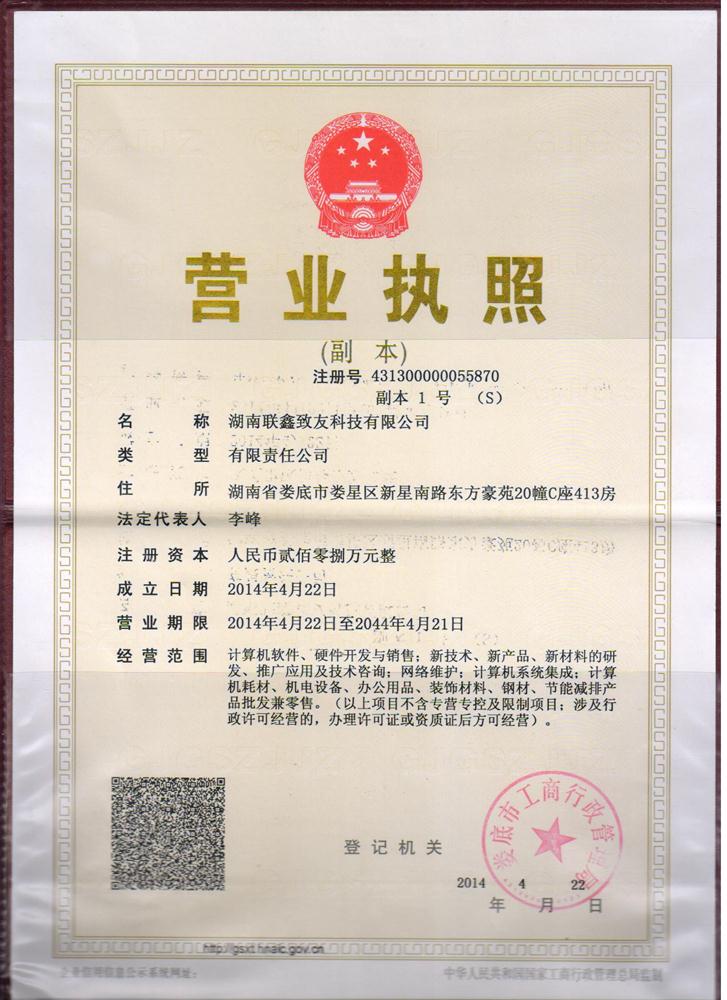 营业执照
(副 本)
注册号 431300000055870
副本 1 号 （S）
名 称 湖南联鑫致友科技有限公司
类 型 有限责任公司
住 所 湖南省娄底市娄星区新星南路东方豪苑20幢C座413房
法定代表人 李峰
注册资本 人民币贰佰零捌万元整
成立日期 2014年4月22日
营业期限 2014年4月22日至2044年4月21日
经营范围 计算机软件、硬件开发与销售；新技术、新产品、新材料的研
发、推广应用及技术咨询；网络维护；计算机系统集成；计算
机耗材、机电设备、办公用品、装饰材料、钢材、节能减排产
品批发兼零售。（以上项目不含专营专控及限制项目；涉及行
政许可经营的，办理许可证或资质证后方可经营）。
娄底市工商行政管理局
登记机关
2014 4 22
年 月 日
http://gsxt.hnaic.gov.cn
企业信用信息公示系统网址：
中华人民共和国国家工商行政管理总局监制